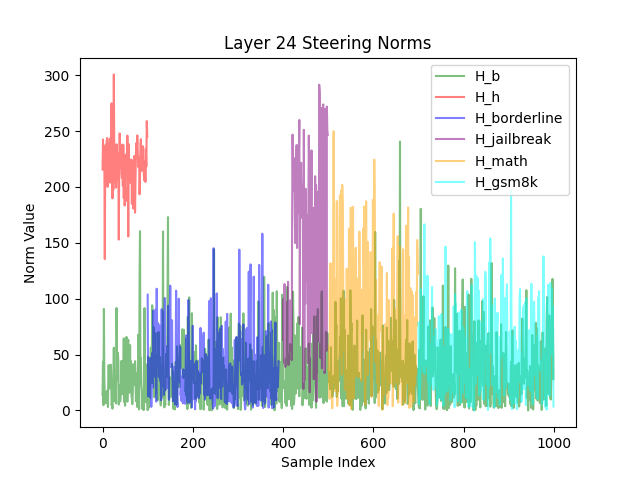 Layer 24 Steering Norms
300
250
200
150
100
50
0
Norm Value
0 200 400 600 800 1000
Sample Index
H_b
H_h
H_borderline
H_jailbreak
H_math
H_gsm8k